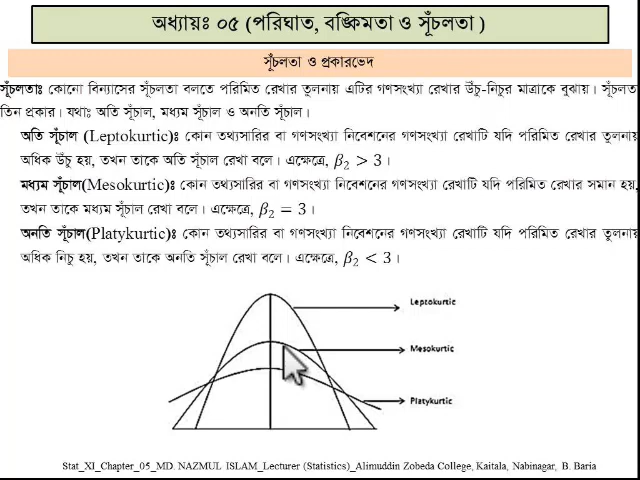 অধ্যায়ঃ ০৫ (পরিঘাত, বঙ্কিমতা ও সূঁচলতা )
সূঁচলতা ও প্রকারভেদ
সূঁচলতাঃ কোনো বিন্যাসের সূঁচলতা বলতে পরিমিত রেখার তুলনায় এটির গণসংখ্যা রেখার উঁচু-নিচুর মাত্রাকে বুঝায়। সূঁচলতা
তিন প্রকার। যথাঃ অতি সূঁচাল, মধ্যম সূঁচাল ও অনতি সূঁচাল।
অতি সূঁচাল (Leptokurtic)ঃ কোন তথ্যসারির বা গণসংখ্যা নিবেশনের গণসংখ্যা রেখাটি যদি পরিমিত রেখার তুলনায়
অধিক উঁচু হয়, তখন তাকে অতি সূঁচাল রেখা বলে। এক্ষেত্রে, β₂ > 3।
মধ্যম সূঁচাল(Mesokurtic)ঃ কোন তথ্যসারির বা গণসংখ্যা নিবেশনের গণসংখ্যা রেখাটি যদি পরিমিত রেখার সমান হয়,
তখন তাকে মধ্যম সূঁচাল রেখা বলে। এক্ষেত্রে, β₂ = 3।
অনতি সূঁচাল(Platykurtic)ঃ কোন তথ্যসারির বা গণসংখ্যা নিবেশনের গণসংখ্যা রেখাটি যদি পরিমিত রেখার তুলনায়
অধিক নিচু হয়, তখন তাকে অনতি সূঁচাল রেখা বলে। এক্ষেত্রে, β₂ < 3।
Leptokurtic
Mesokurtic
Platykurtic
Stat_XI_Chapter_05_MD. NAZMUL ISLAM_Lecturer (Statistics)_Alimuddin Zobeda College, Kaitala, Nabinagar, B. Baria